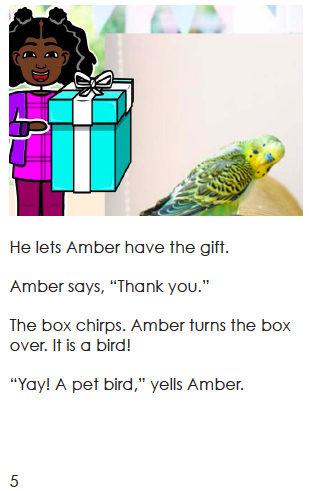 He lets Amber have the gift.
Amber says, “Thank you.”
The box chirps. Amber turns the box
over. It is a bird!
“Yay! A pet bird,” yells Amber.
5